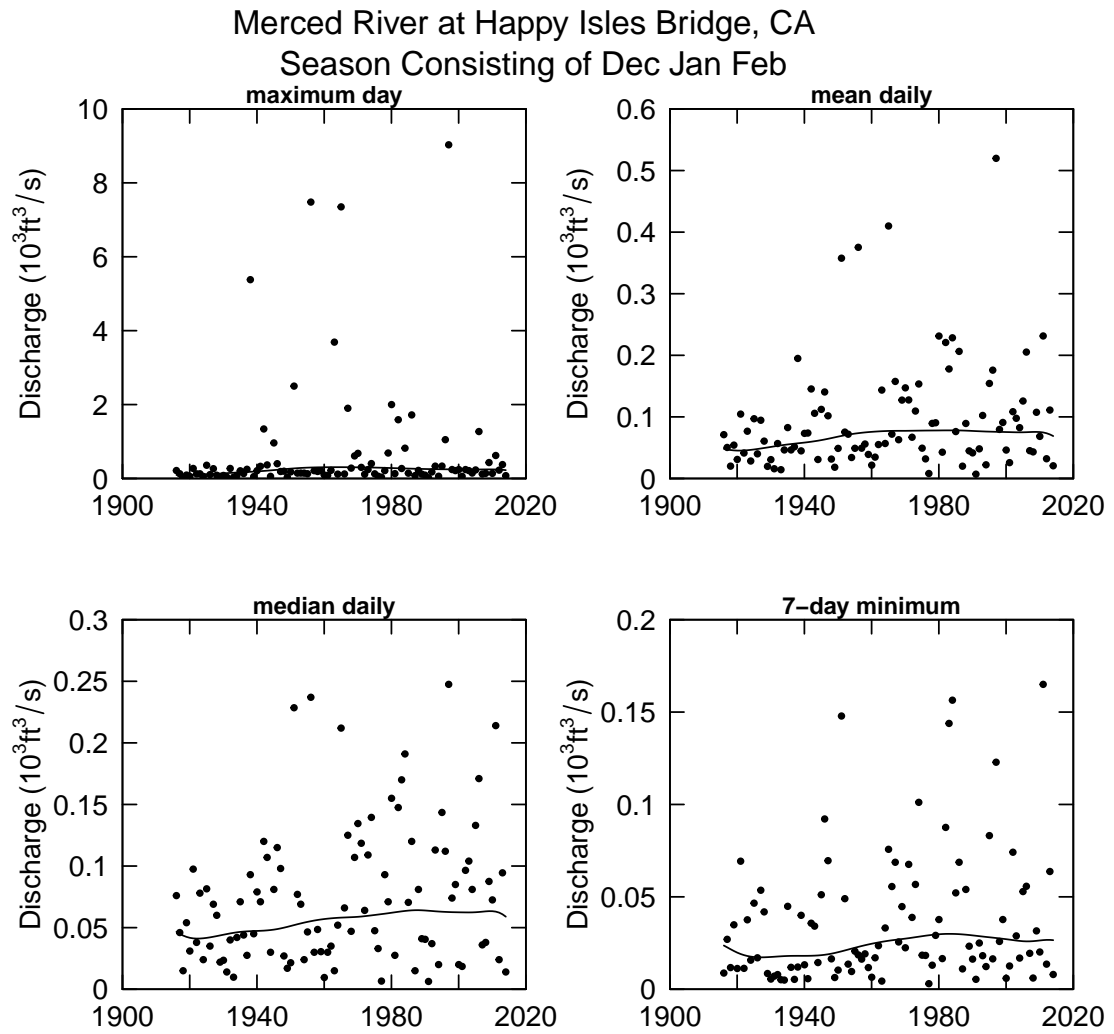 Merced River at Happy Isles Bridge, CA
Season Consisting of Dec Jan Feb
maximum day
Discharge (10³ft³/s)
10
8
6
4
2
0
1900 1940 1980 2020
mean daily
Discharge (10³ft³/s)
0.6
0.5
0.4
0.3
0.2
0.1
0
1900 1940 1980 2020
median daily
Discharge (10³ft³/s)
0.3
0.25
0.2
0.15
0.1
0.05
0
1900 1940 1980 2020
7−day minimum
Discharge (10³ft³/s)
0.2
0.15
0.1
0.05
0
1900 1940 1980 2020